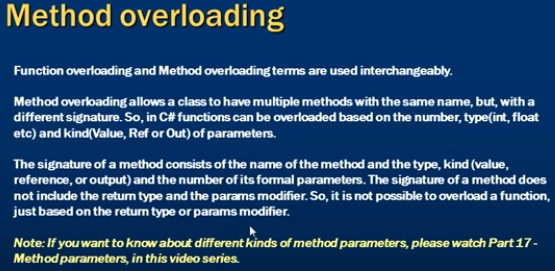 Method overloading
Function overloading and Method overloading terms are used interchangeably.
Method overloading allows a class to have multiple methods with the same name, but, with a
different signature. So, in C# functions can be overloaded based on the number, type(int, float
etc) and kind(Value, Ref or Out) of parameters.
The signature of a method consists of the name of the method and the type, kind (value,
reference, or output) and the number of its formal parameters. The signature of a method does
not include the return type and the params modifier. So, it is not possible to overload a function,
just based on the return type or params modifier.
Note: If you want to know about different kinds of method parameters, please watch Part 17 -
Method parameters, in this video series.